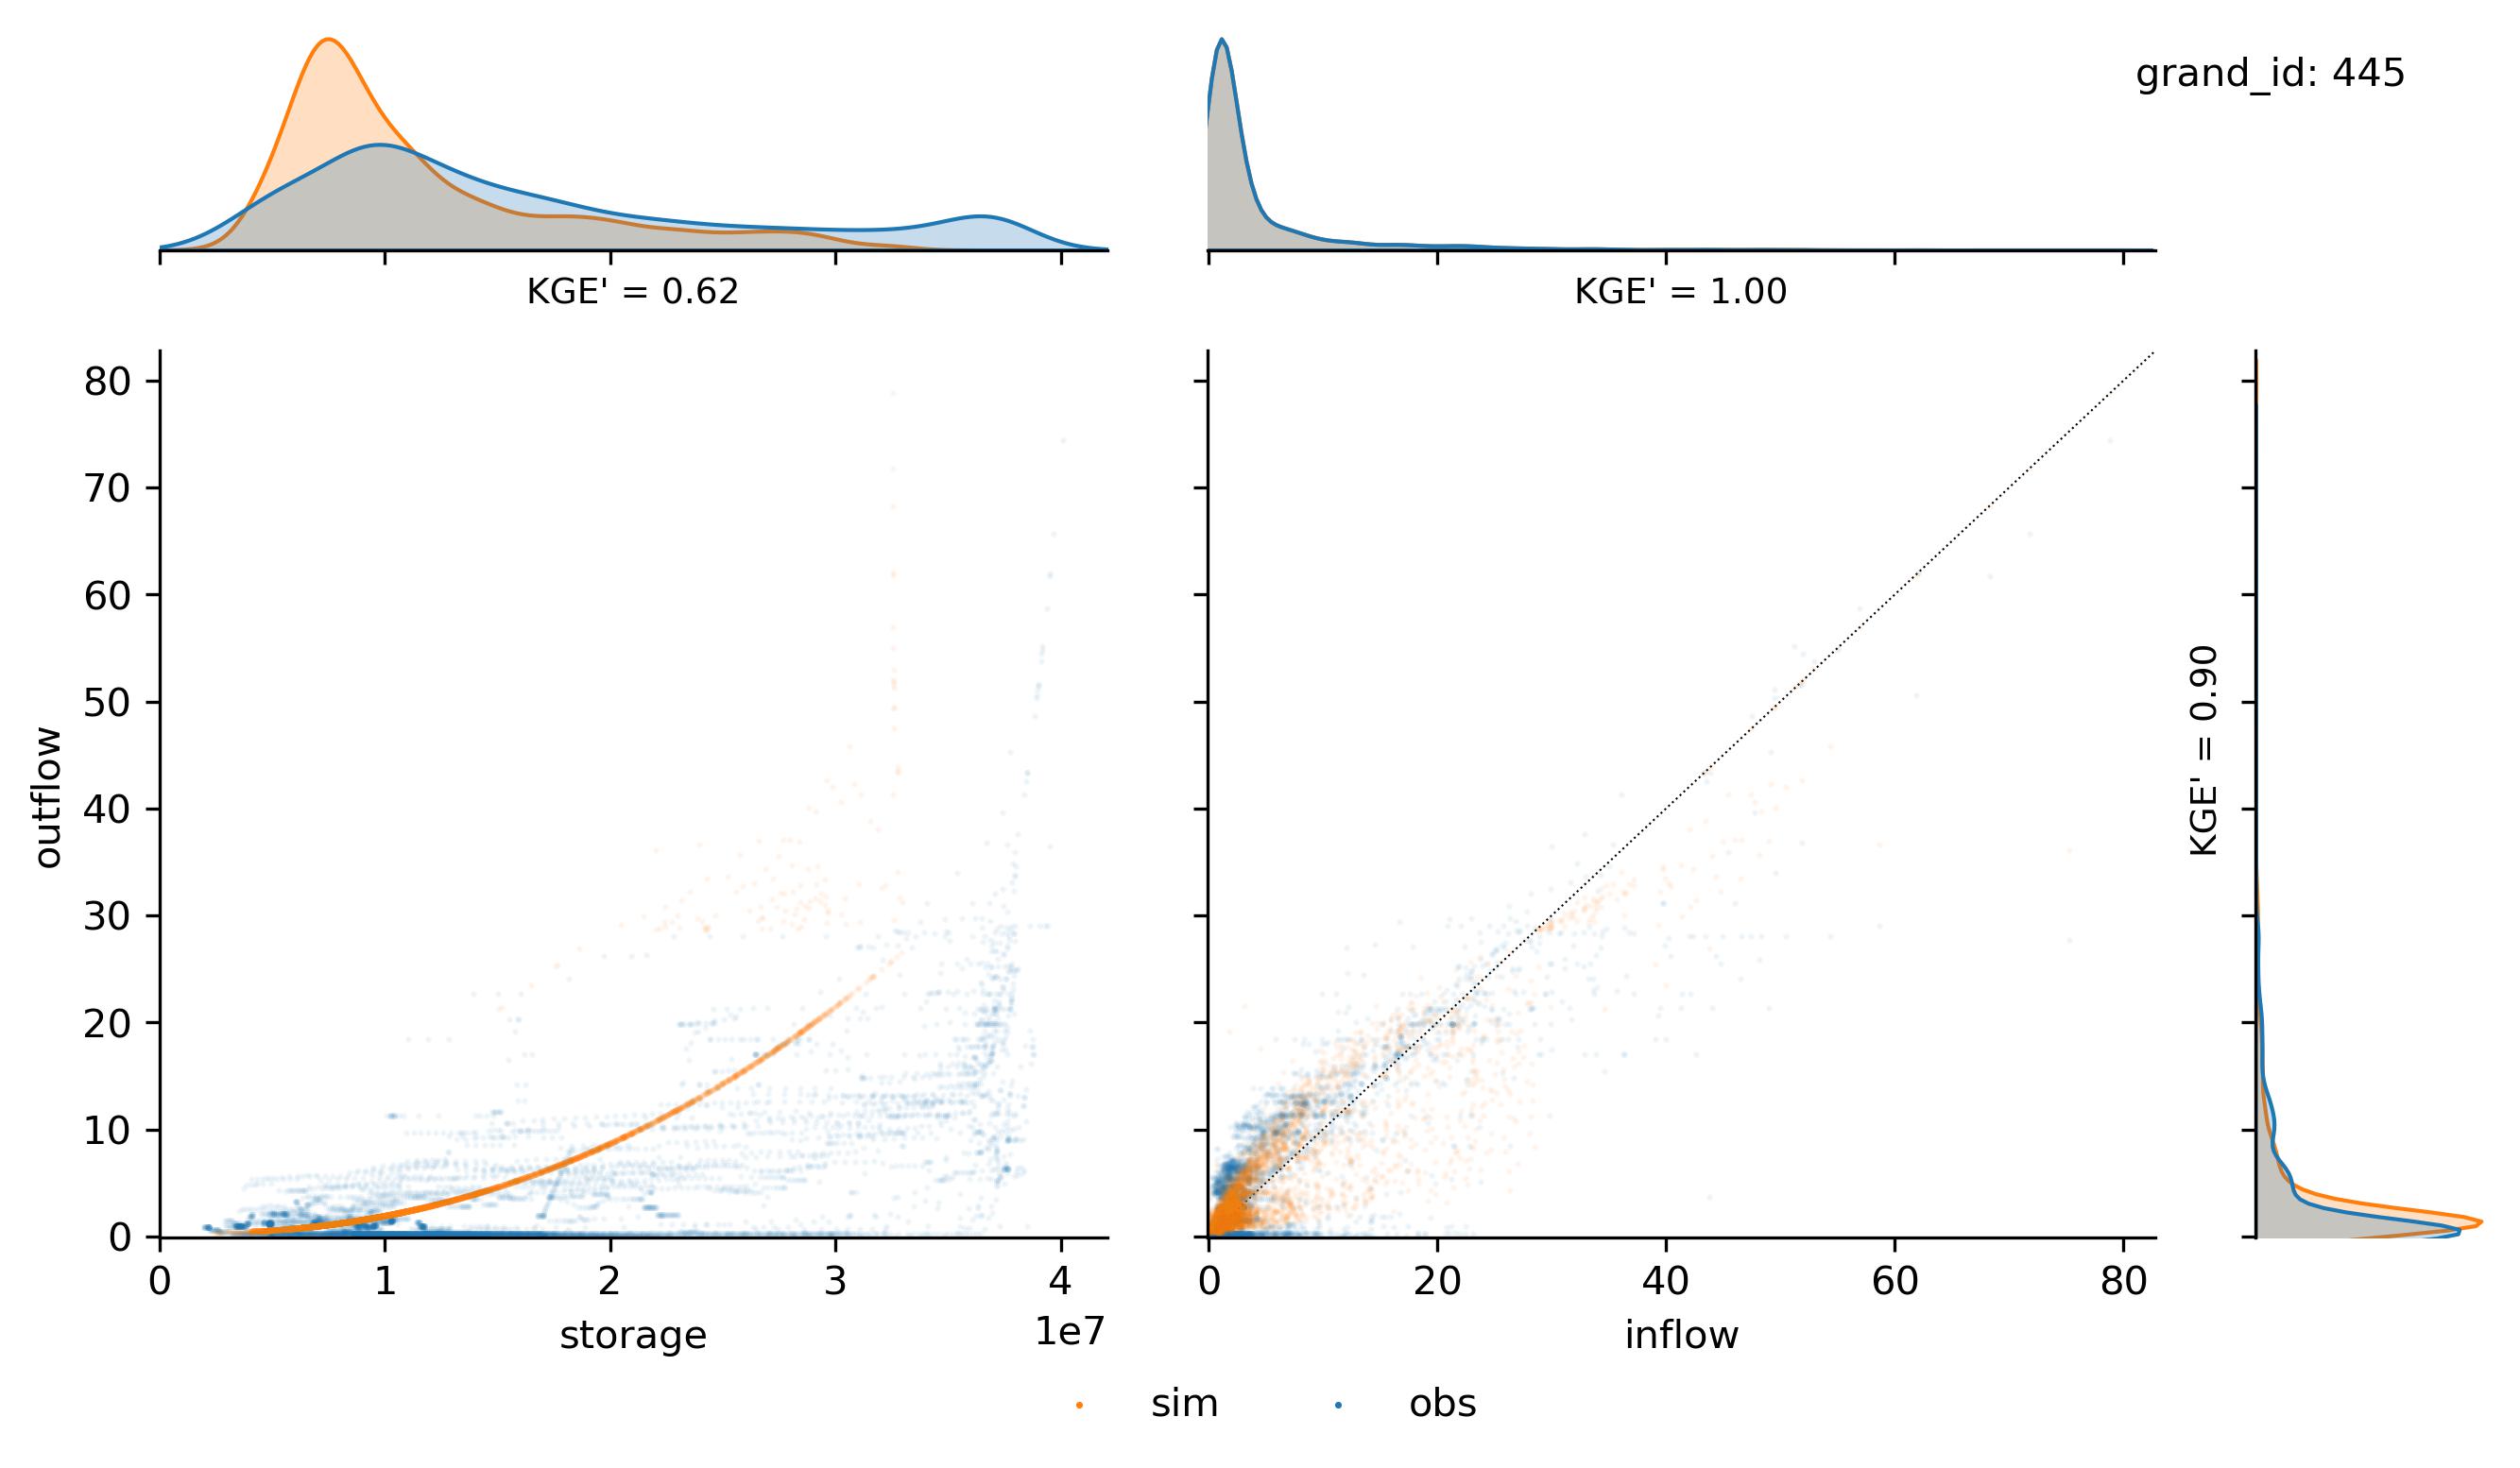 grand_id: 445
KGE' = 0.62
KGE' = 1.00
80
70
60
50
40
30
20
10
0
outflow
KGE' = 0.90
0 1 2 3 4
1e7
storage
0 20 40 60 80
inflow
sim obs